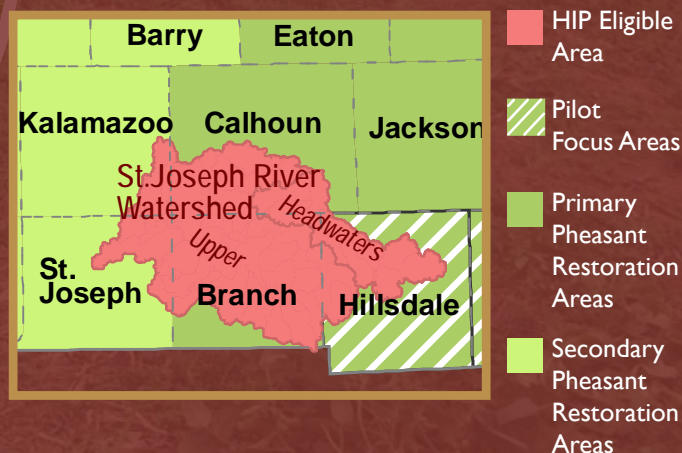 Barry
Eaton
Kalamazoo
Calhoun
Jackson
St.Joseph River
Watershed
Headwaters
Upper
St.
Joseph
Branch
Hillsdale
HIP Eligible
Area
Pilot
Focus Areas
Primary
Pheasant
Restoration
Areas
Secondary
Pheasant
Restoration
Areas